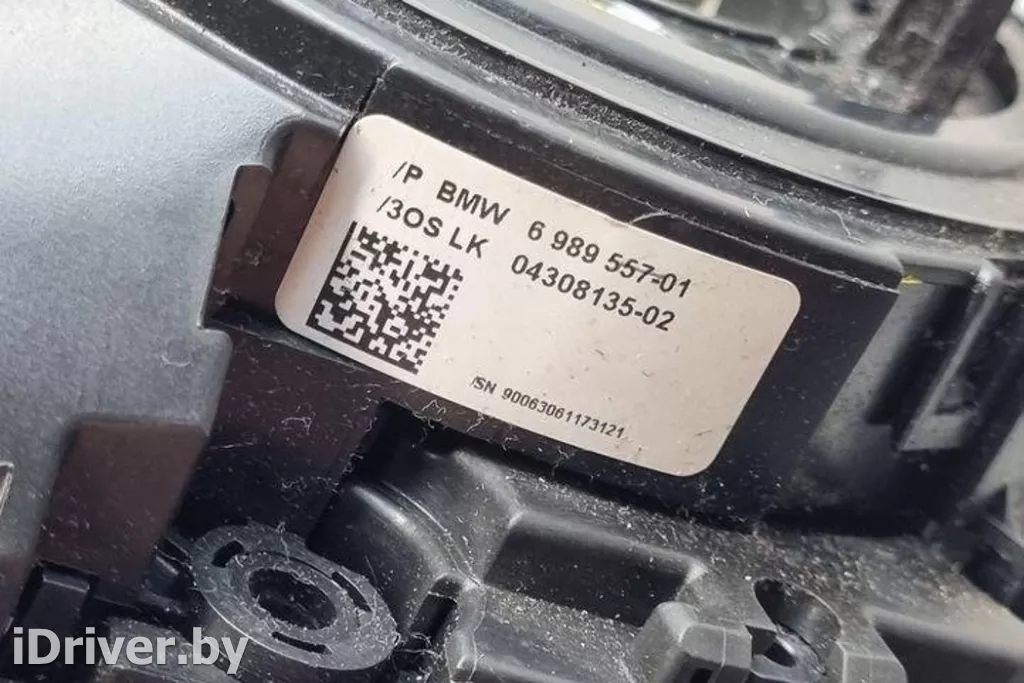 /P BMW 6 989 557-01
/3OS LK 04308135-02
/SN 90063061173121
iDriver.by